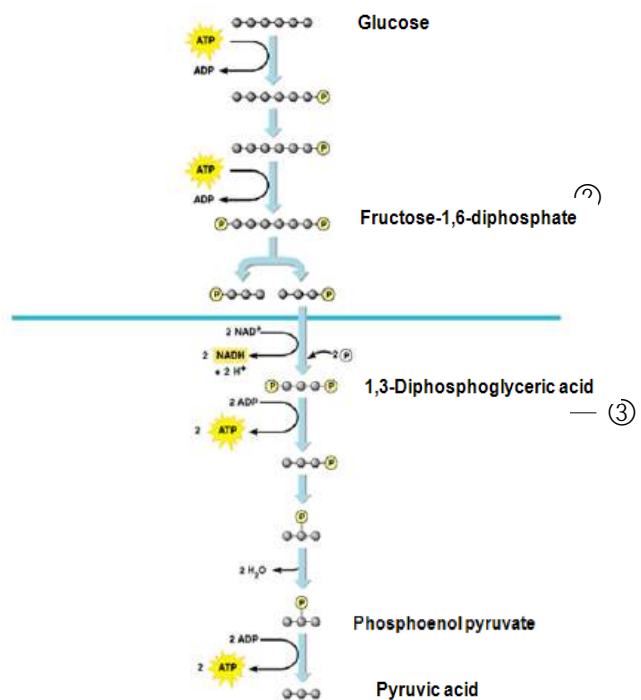 Glucose
ATP
ADP
P
P
ATP
ADP
Fructose-1,6-diphosphate
P
P
P
P
2 NAD+
2 NADH
+ 2 H+
2 P
P
P
1,3-Diphosphoglyceric acid
③
2 ADP
2 ATP
P
P
2 H₂O
P
Phosphoenol pyruvate
2 ADP
2 ATP
Pyruvic acid